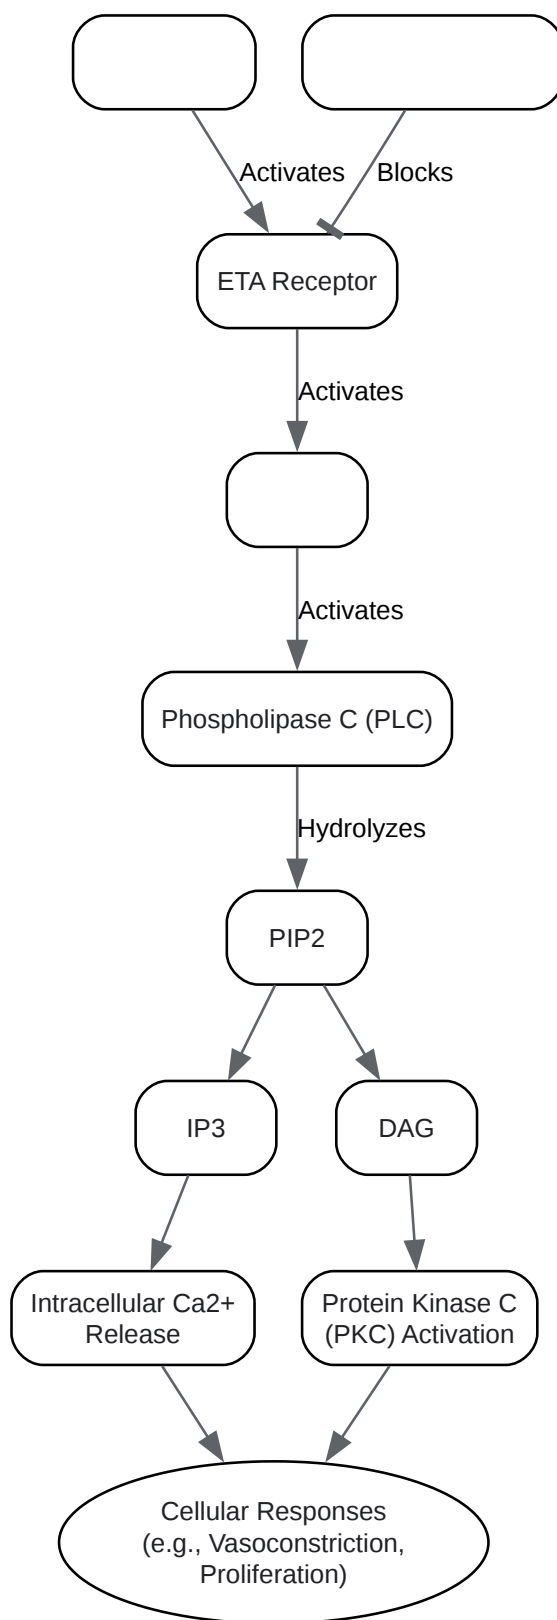 Activates
Blocks
ETA Receptor
Activates
Activates
Phospholipase C (PLC)
Hydrolyzes
PIP2
IP3
DAG
Intracellular Ca2+
Release
Protein Kinase C
(PKC) Activation
Cellular Responses
(e.g., Vasoconstriction,
Proliferation)